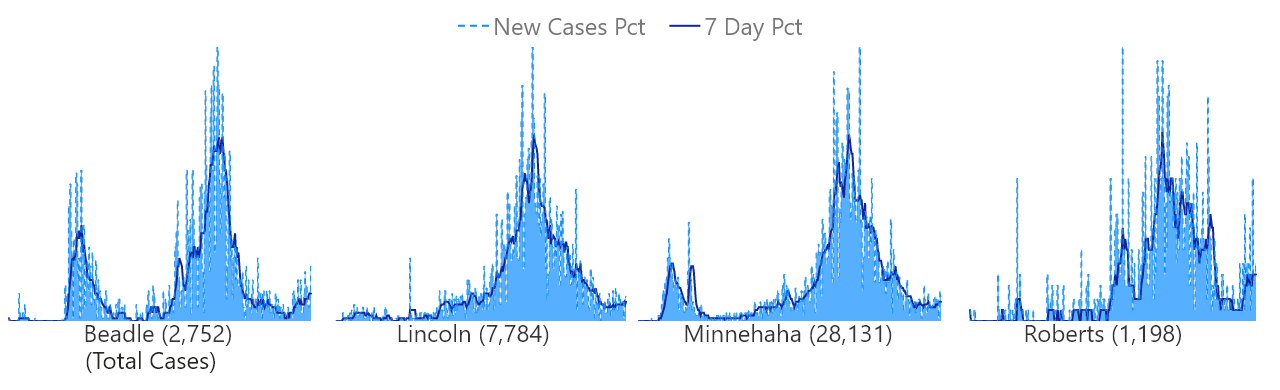 New Cases Pct 7 Day Pct
Beadle (2,752) Lincoln (7,784) Minnehaha (28,131) Roberts (1,198)
(Total Cases)